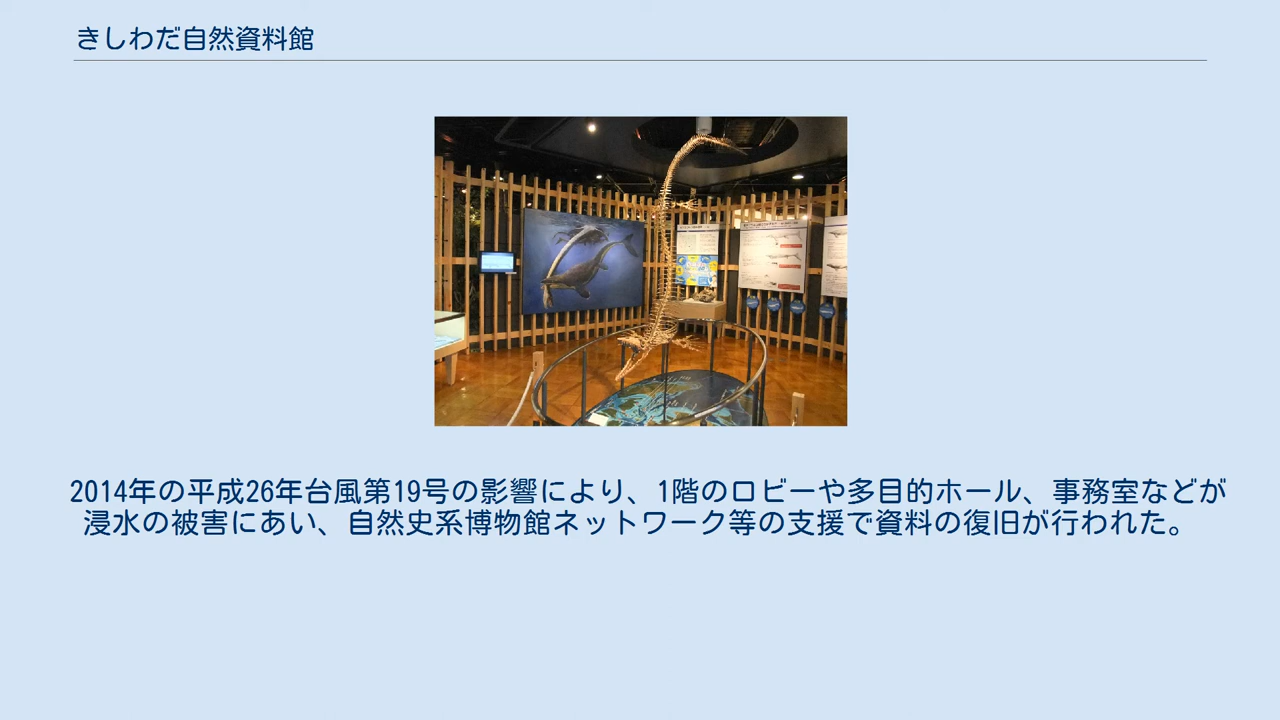 きしわだ自然資料館
2014年の平成26年台風第19号の影響により、1階のロビーや多目的ホール、事務室などが
浸水の被害にあい、自然史系博物館ネットワーク等の支援で資料の復旧が行われた。